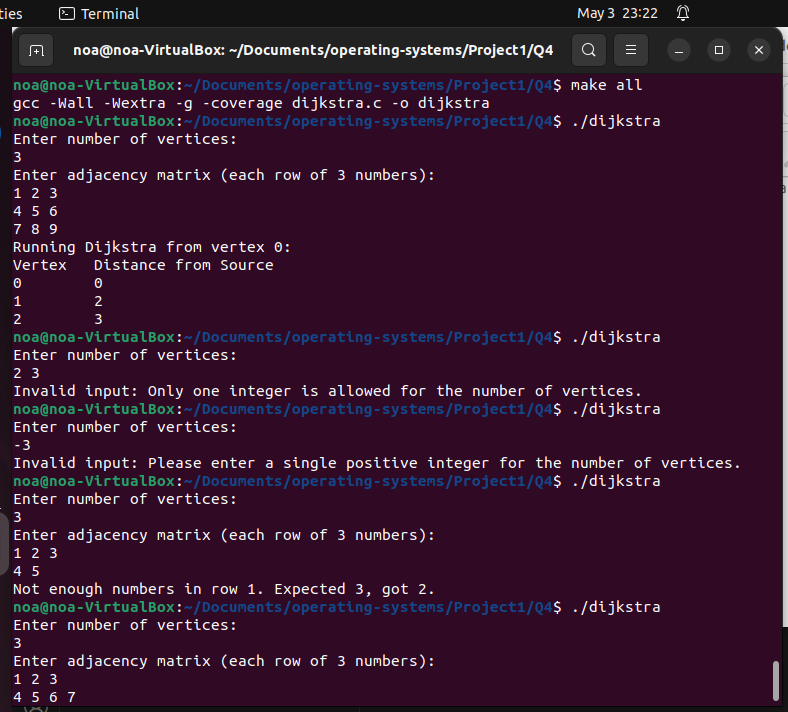 ties
Terminal
May 3 23:22
noa@noa-VirtualBox: ~/Documents/operating-systems/Project1/Q4
noa@noa-VirtualBox:~/Documents/operating-systems/Project1/Q4$ make all
gcc -Wall -Wextra -g -coverage dijkstra.c -o dijkstra
noa@noa-VirtualBox:~/Documents/operating-systems/Project1/Q4$ ./dijkstra
Enter number of vertices:
3
Enter adjacency matrix (each row of 3 numbers):
1 2 3
4 5 6
7 8 9
Running Dijkstra from vertex 0:
Vertex   Distance from Source
0        0
1        2
2        3
noa@noa-VirtualBox:~/Documents/operating-systems/Project1/Q4$ ./dijkstra
Enter number of vertices:
2 3
Invalid input: Only one integer is allowed for the number of vertices.
noa@noa-VirtualBox:~/Documents/operating-systems/Project1/Q4$ ./dijkstra
Enter number of vertices:
-3
Invalid input: Please enter a single positive integer for the number of vertices.
noa@noa-VirtualBox:~/Documents/operating-systems/Project1/Q4$ ./dijkstra
Enter number of vertices:
3
Enter adjacency matrix (each row of 3 numbers):
1 2 3
4 5
Not enough numbers in row 1. Expected 3, got 2.
noa@noa-VirtualBox:~/Documents/operating-systems/Project1/Q4$ ./dijkstra
Enter number of vertices:
3
Enter adjacency matrix (each row of 3 numbers):
1 2 3
4 5 6 7